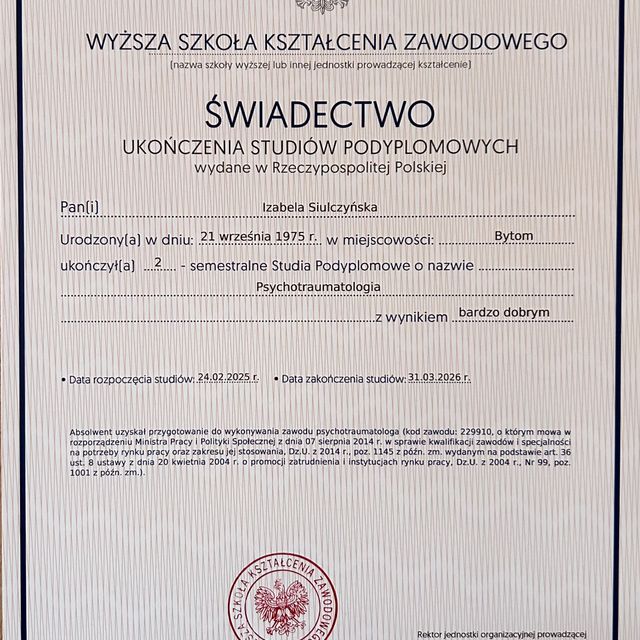 WYŻSZA SZKOŁA KSZTAŁCENIA ZAWODOWEGO
(nazwa szkoły wyższej lub innej jednostki prowadzącej kształcenie)
ŚWIADECTWO
UKOŃCZENIA STUDIÓW PODYPLOMOWYCH
wydane w Rzeczypospolitej Polskiej
Pan(i) Izabela Siulczyńska
Urodzony(a) w dniu: 21 września 1975 r. w miejscowości: Bytom
ukończył(a) 2 - semestralne Studia Podyplomowe o nazwie
Psychotraumatologia
z wynikiem bardzo dobrym
• Data rozpoczęcia studiów: 24.02.2025 r. • Data zakończenia studiów: 31.03.2026 r.
Absolwent uzyskał przygotowanie do wykonywania zawodu psychotraumatologa (kod zawodu: 229910, o którym mowa w
rozporządzeniu Ministra Pracy i Polityki Społecznej z dnia 07 sierpnia 2014 r. w sprawie kwalifikacji zawodów i specjalności
na potrzeby rynku pracy oraz zakresu jej stosowania, Dz.U. z 2014 r., poz. 1145 z późn. zm. wydanym na podstawie art. 36
ust. 8 ustawy z dnia 20 kwietnia 2004 r. o promocji zatrudnienia i instytucjach rynku pracy, Dz.U. z 2004 r., Nr 99, poz.
1001 z późn. zm.).
SZKOŁA KSZTAŁCENIA ZAWODOWEGO
Rektor jednostki organizacyjnej prowadzącej